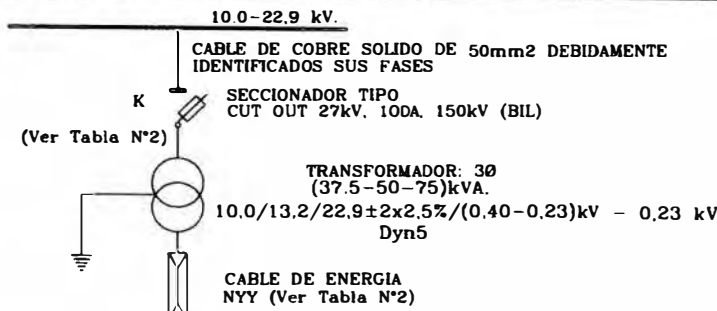 10.0-22,9 kV.
CABLE DE COBRE SOLIDO DE 50mm2 DEBIDAMENTE
IDENTIFICADOS SUS FASES
K
SECCIONADOR TIPO
CUT OUT 27kV, 100A, 150kV (BIL)
(Ver Tabla N°2)
TRANSFORMADOR: 3Ø
(37.5-50-75)kVA.
10,0/13,2/22,9±2x2,5%/(0,40-0,23)kV - 0,23 kV
Dyn5
CABLE DE ENERGIA
NYY (Ver Tabla N°2)